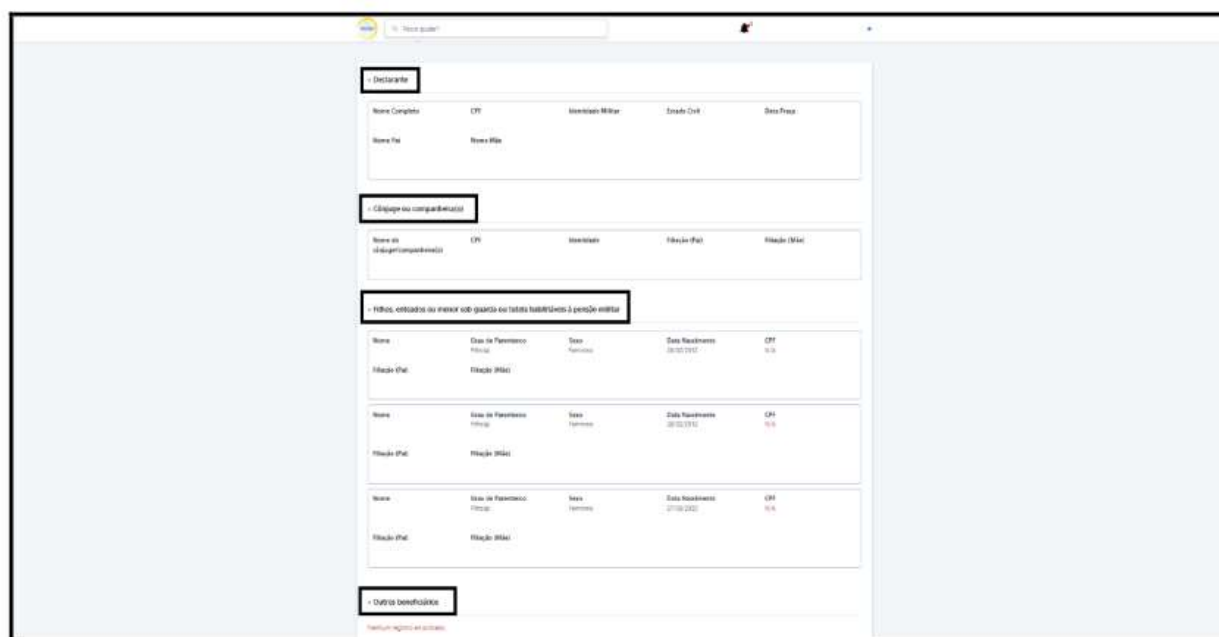 - Declarante
Nome Completo CPF Identidade Militar Estado Civil Data Praça
Nome Pai Nome Mãe
- Cônjuge ou companheiro(a)
Nome do CPF Identidade Filiação (Pai) Filiação (Mãe)
cônjuge/companheiro(a)
- Filhos, enteados ou menor sob guarda ou tutela habilitáveis à pensão militar
Nome Grau de Parentesco Sexo Data Nascimento CPF
Feminino N/A
Filiação (Pai) Filiação (Mãe)
Nome Grau de Parentesco Sexo Data Nascimento CPF
Feminino N/A
Filiação (Pai) Filiação (Mãe)
Nome Grau de Parentesco Sexo Data Nascimento CPF
Feminino N/A
Filiação (Pai) Filiação (Mãe)
- Outros beneficiários
Nenhum registro encontrado